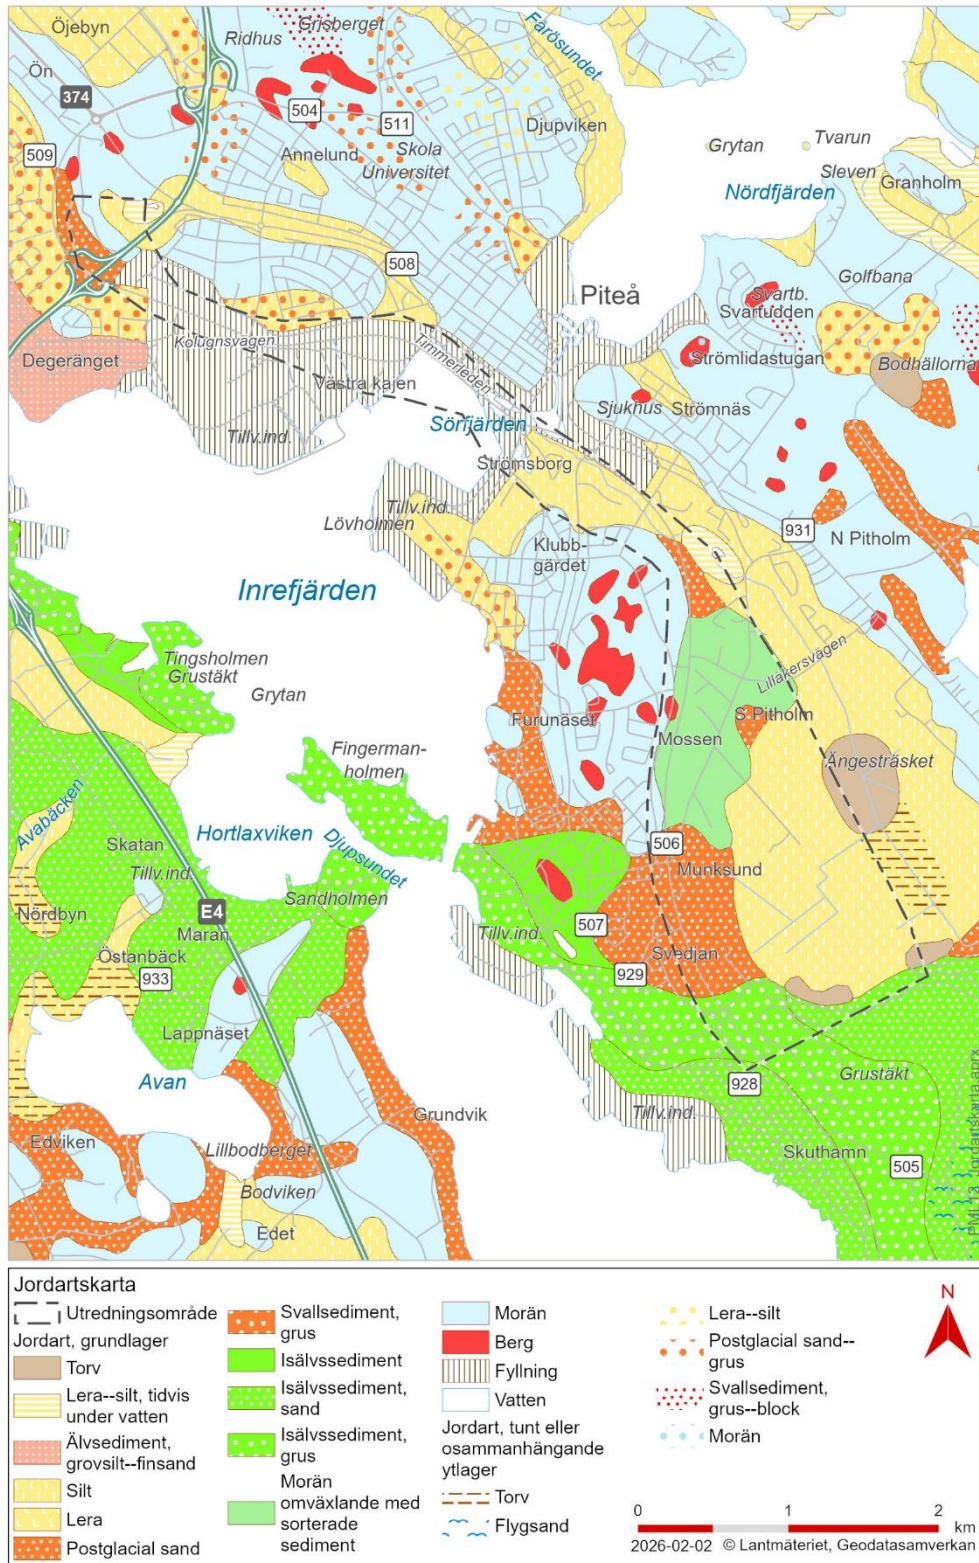 Öjebyn
Ridhus
Grisberget
Färösundet
Ön
374
504
511
Djupviken
Skola
509
Annelund
Universitet
Grytan
Tvarun
Sleven
Granholm
Nördfjärden
508
Golfbana
Piteå
Svartb.
Svartudden
Kolugnsvägen
Timmerleden
Strömlidastugan
Degeränget
Bodhällorna
Västra kajen
Sjukhus
Strömnäs
Sörfjärden
Tillv.ind.
Strömsborg
Tillv.ind.
Lövholmen
931
Klubb-
gärdet
N Pitholm
Inrefjärden
Tingsholmen
Grustäkt
Lillåkersvägen
Grytan
Furunäset
S Pitholm
Mossen
Fingerman-
holmen
Ängesträsket
Avabäcken
Hortlaxviken
Djupsundet
506
Skatan
Munksund
Tillv.ind.
Sandholmen
Nördbyn
E4
507
Maran
Tillv.ind.
Östanbäck
Svedjan
933
929
Lappnäset
Avan
928
Grustäkt
Grundvik
Tillv.ind.
Edviken
Lillbodberget
Skuthamn
505
Bodviken
Edet
Jordartskarta
Utredningsområde
Jordart, grundlager
Torv
Lera--silt, tidvis
under vatten
Älvsediment,
grovsilt--finsand
Silt
Lera
Postglacial sand
Svallsediment,
grus
Isälvssediment
Isälvssediment,
sand
Isälvssediment,
grus
Morän
omväxlande med
sorterade
sediment
Morän
Berg
Fyllning
Vatten
Jordart, tunt eller
osammanhängande
ytlager
Torv
Flygsand
Lera--silt
Postglacial sand--
grus
Svallsediment,
grus--block
Morän
N
0 1 2
km
2026-02-02 © Lantmäteriet, Geodatasamverkan